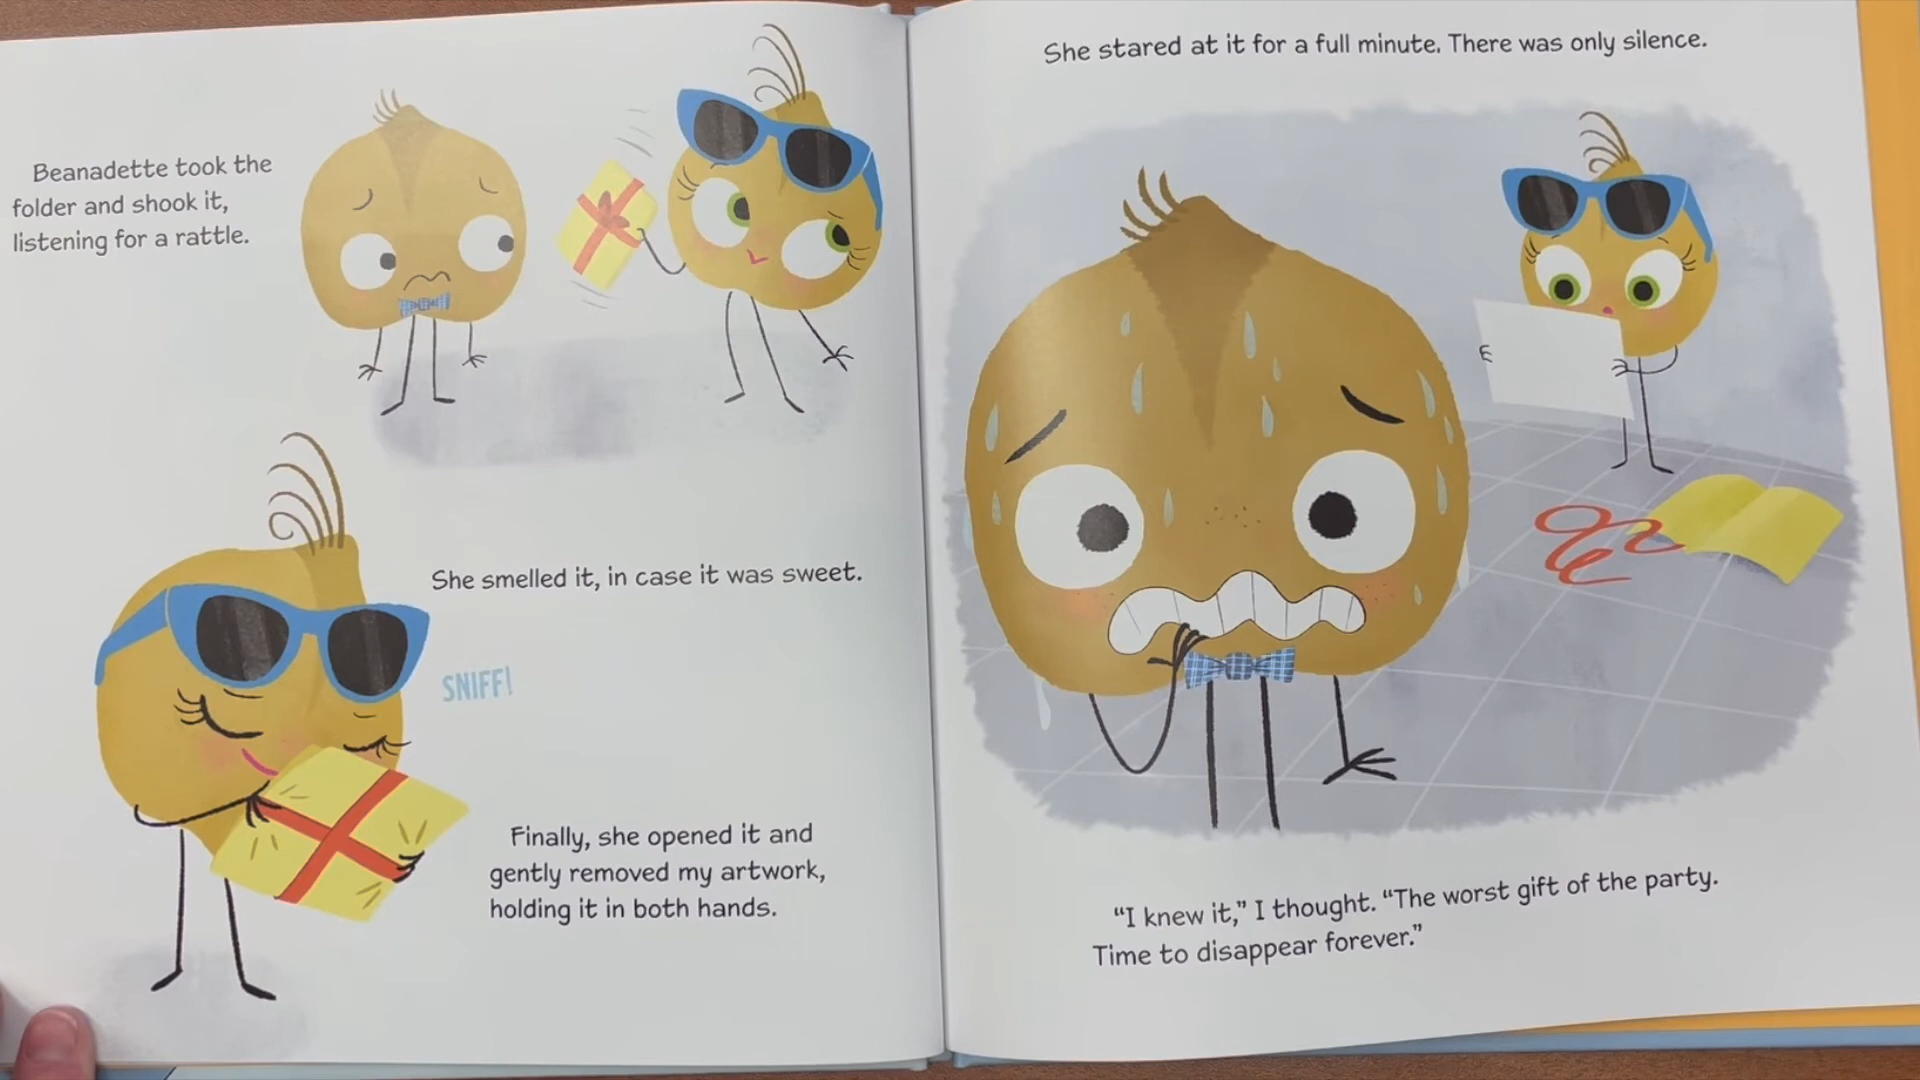 Beanadette took the
folder and shook it,
listening for a rattle.
She smelled it, in case it was sweet.
SNIFF!
Finally, she opened it and
gently removed my artwork,
holding it in both hands.
She stared at it for a full minute. There was only silence.
“I knew it,” I thought. “The worst gift of the party.
Time to disappear forever.”